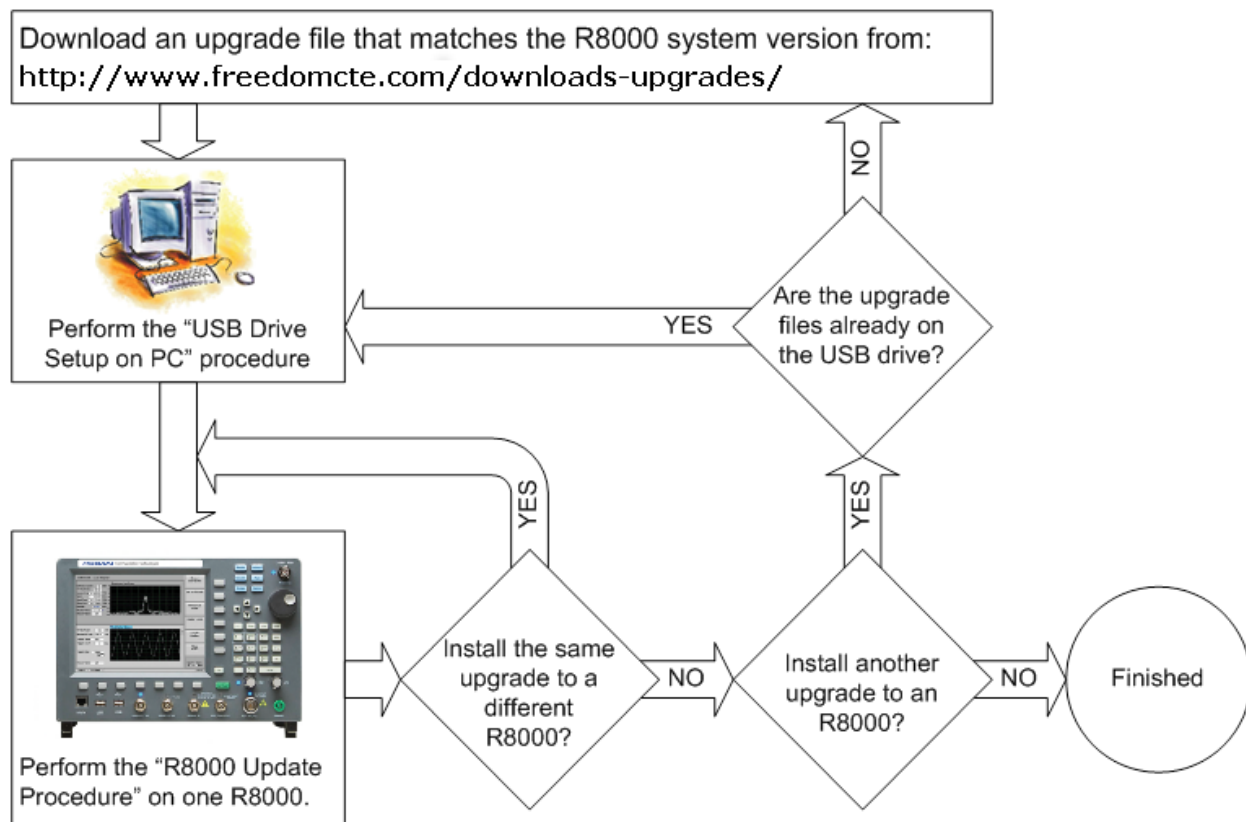 Download an upgrade file that matches the R8000 system version from:
http://www.freedomcte.com/downloads-upgrades/
NO
Perform the “USB Drive
Setup on PC” procedure
YES
Are the upgrade
files already on
the USB drive?
YES
YES
Perform the “R8000 Update
Procedure” on one R8000.
Install the same
upgrade to a
different
R8000?
NO
Install another
upgrade to an
R8000?
NO
Finished